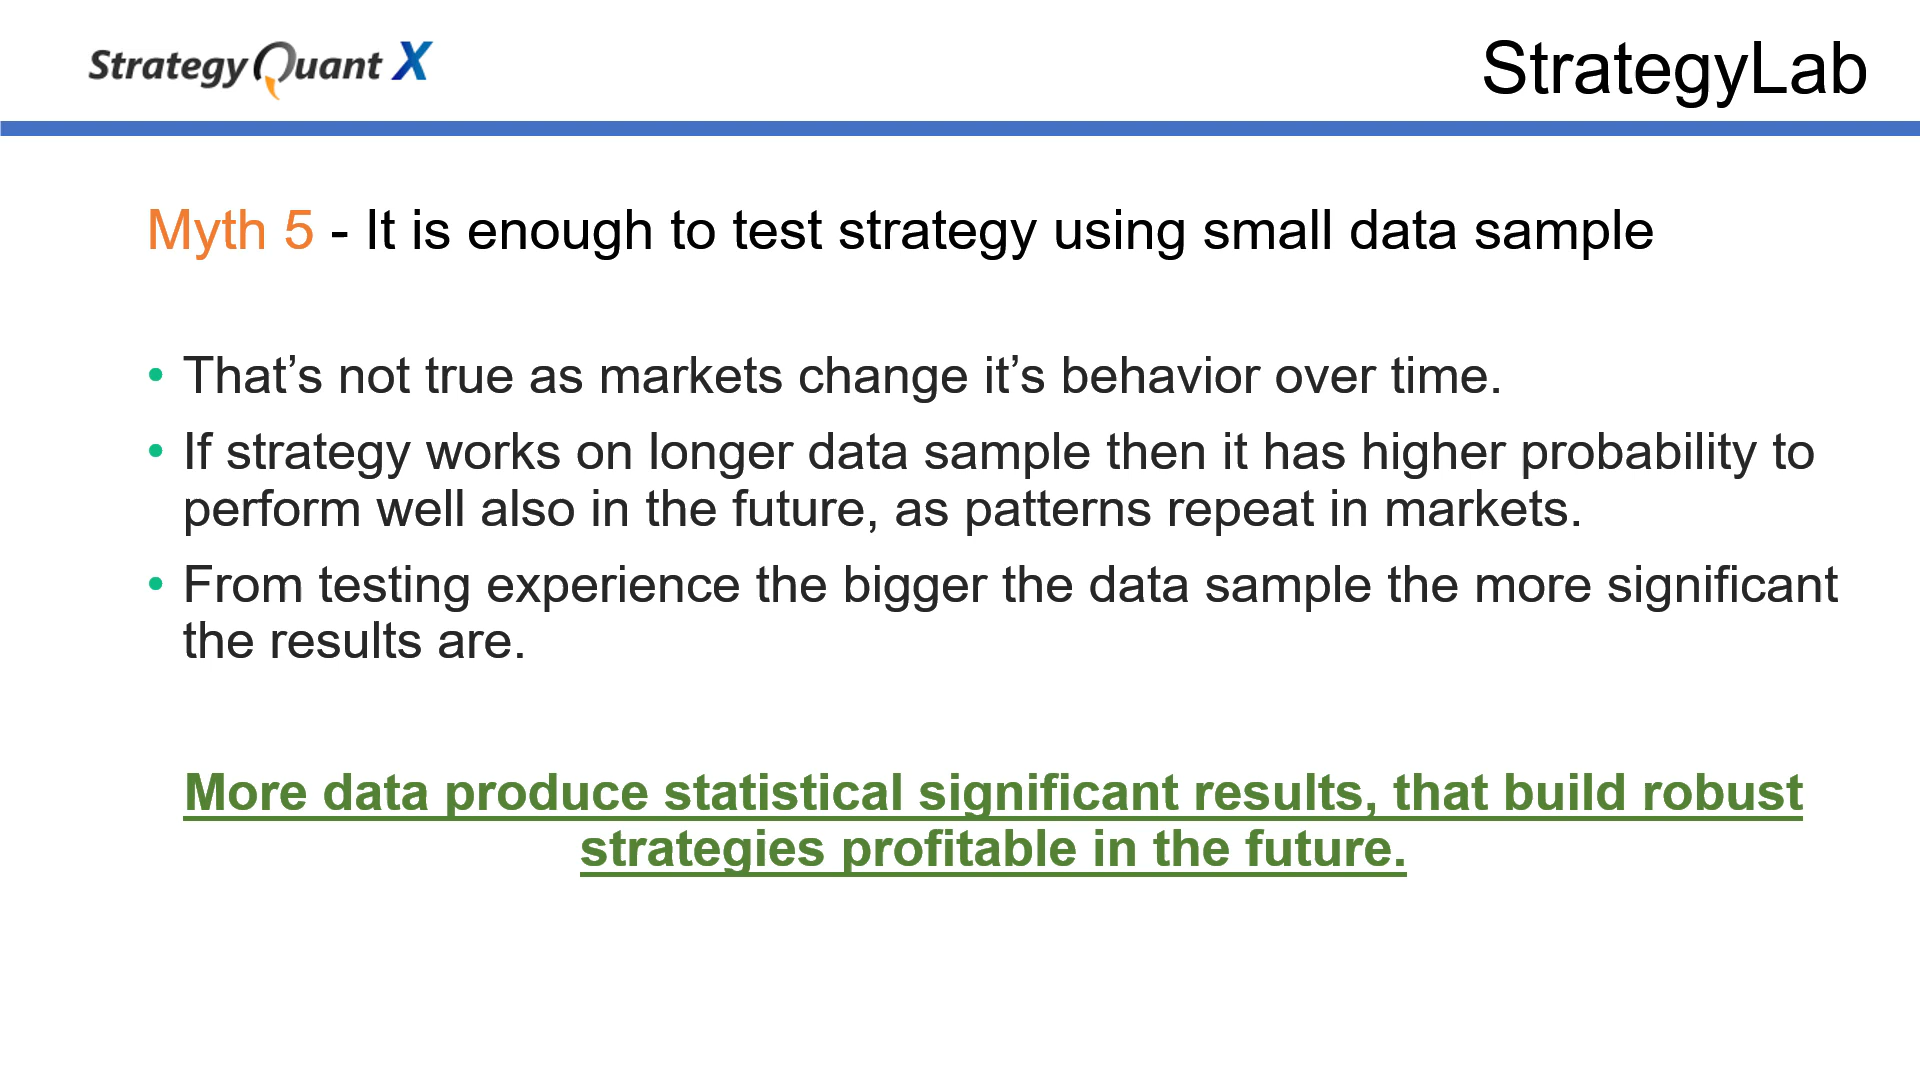 StrategyQuant X
StrategyLab
Myth 5 - It is enough to test strategy using small data sample
• That’s not true as markets change it’s behavior over time.
• If strategy works on longer data sample then it has higher probability to
perform well also in the future, as patterns repeat in markets.
• From testing experience the bigger the data sample the more significant
the results are.
More data produce statistical significant results, that build robust
strategies profitable in the future.